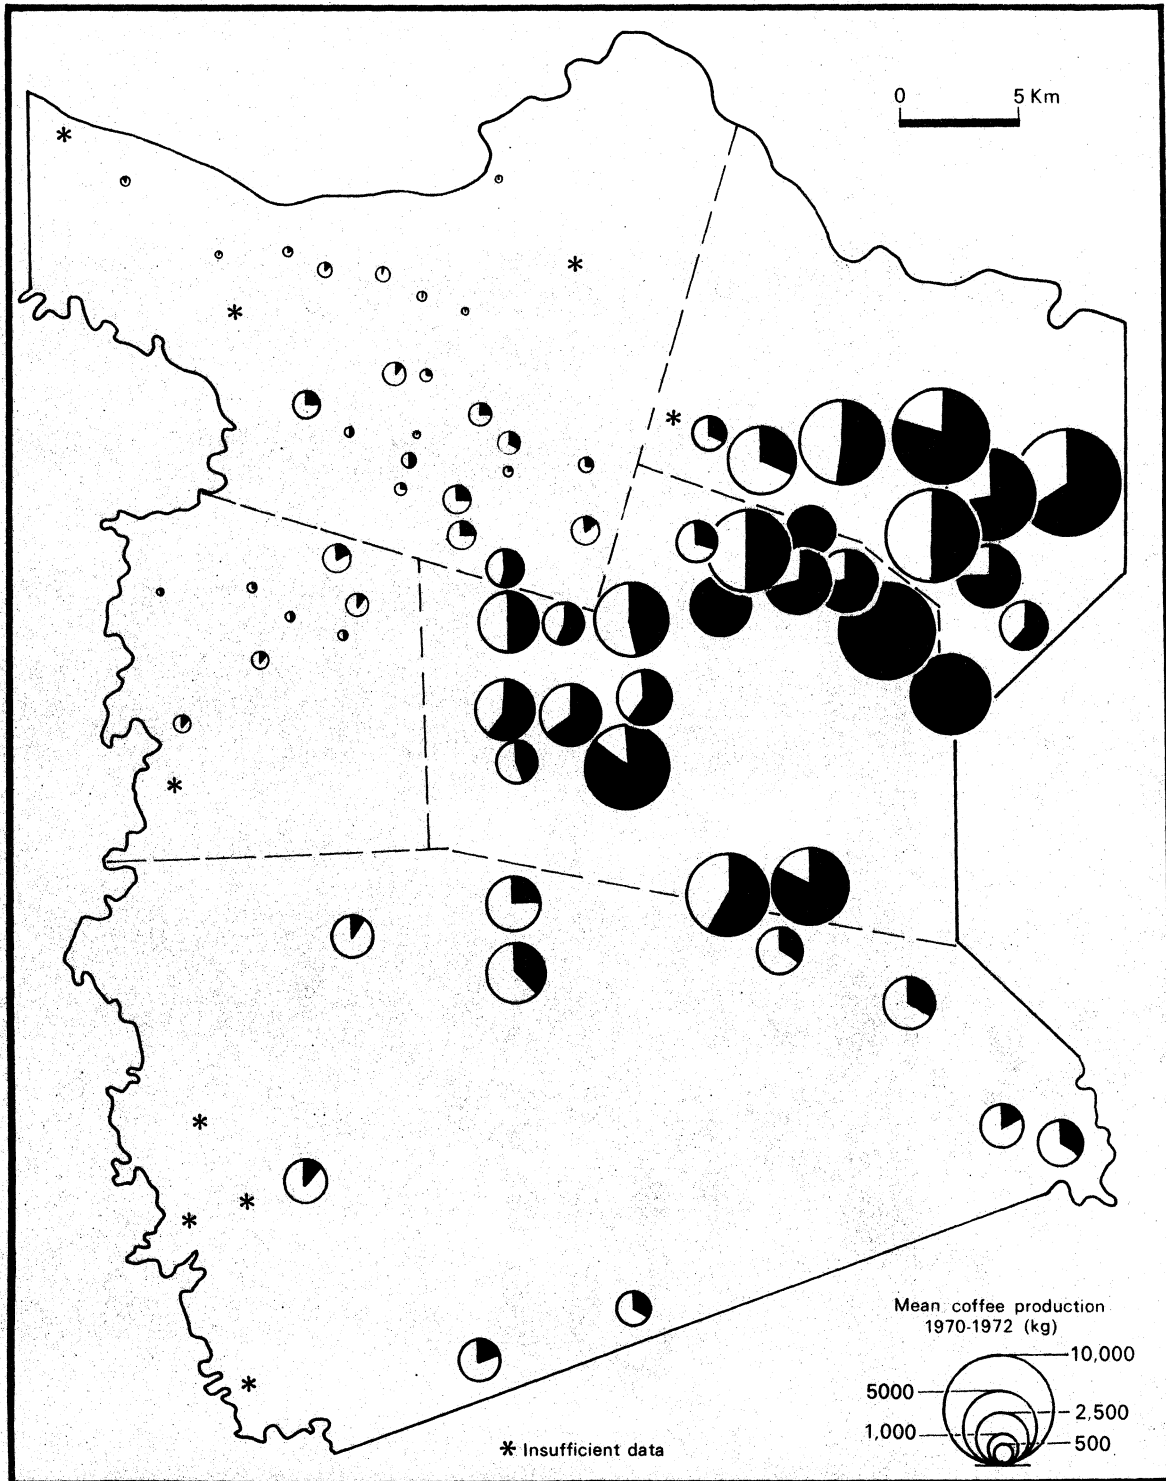 0 5 Km
Mean coffee production
1970-1972 (kg)
10,000
5000
2,500
1,000
500
* Insufficient data